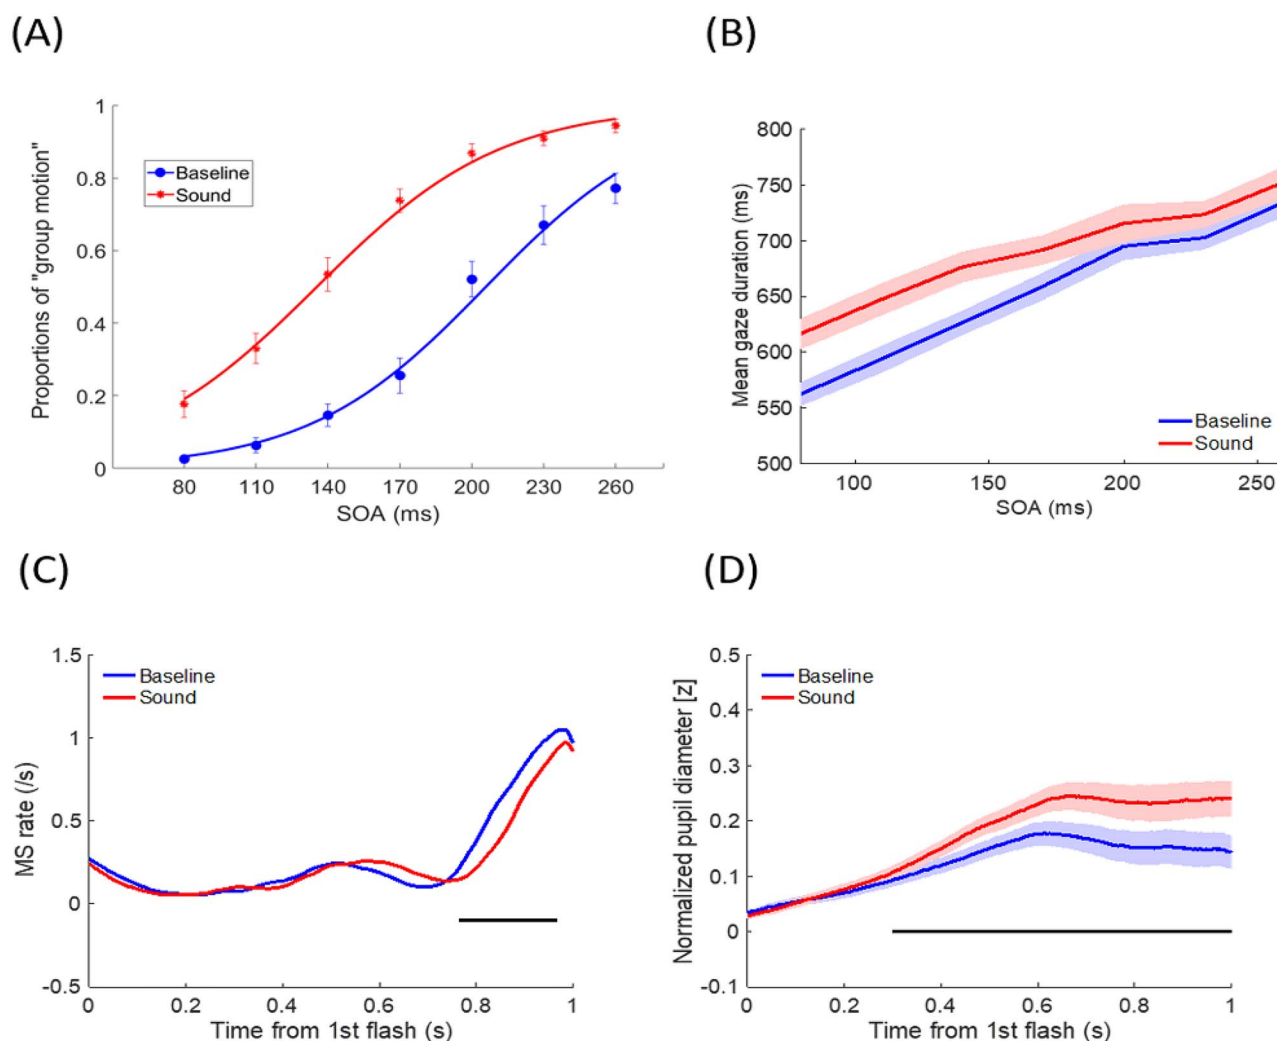 (A)
Proportions of "group motion"
1
0.8
0.6
0.4
0.2
0
Baseline
Sound
80 110 140 170 200 230 260
SOA (ms)
(B)
Mean gaze duration (ms)
800
750
700
650
600
550
500
Baseline
Sound
100 150 200 250
SOA (ms)
(C)
MS rate (/s)
1.5
1
0.5
0
-0.5
Baseline
Sound
0 0.2 0.4 0.6 0.8 1
Time from 1st flash (s)
(D)
Normalized pupil diameter [z]
0.5
0.4
0.3
0.2
0.1
0
-0.1
Baseline
Sound
0 0.2 0.4 0.6 0.8 1
Time from 1st flash (s)